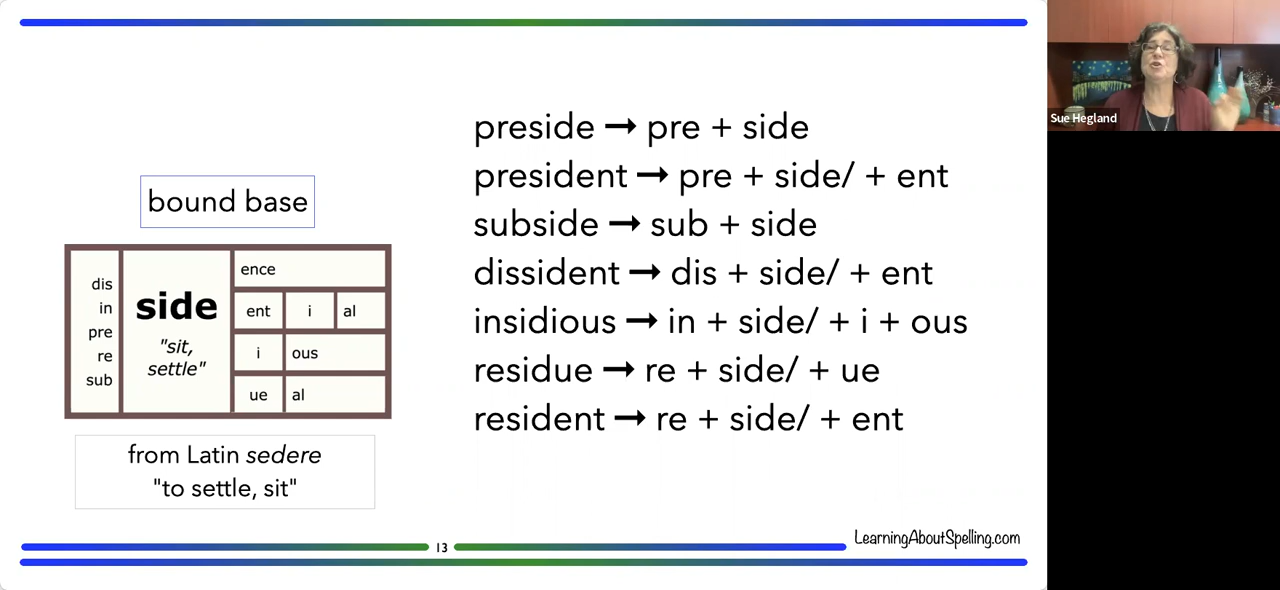 bound base
dis
in
pre
re
sub
side
"sit,
settle"
ence
ent i al
i ous
ue al
from Latin sedere
"to settle, sit"
preside → pre + side
president → pre + side/ + ent
subside → sub + side
dissident → dis + side/ + ent
insidious → in + side/ + i + ous
residue → re + side/ + ue
resident → re + side/ + ent
13
LearningAboutSpelling.com
Sue Hegland